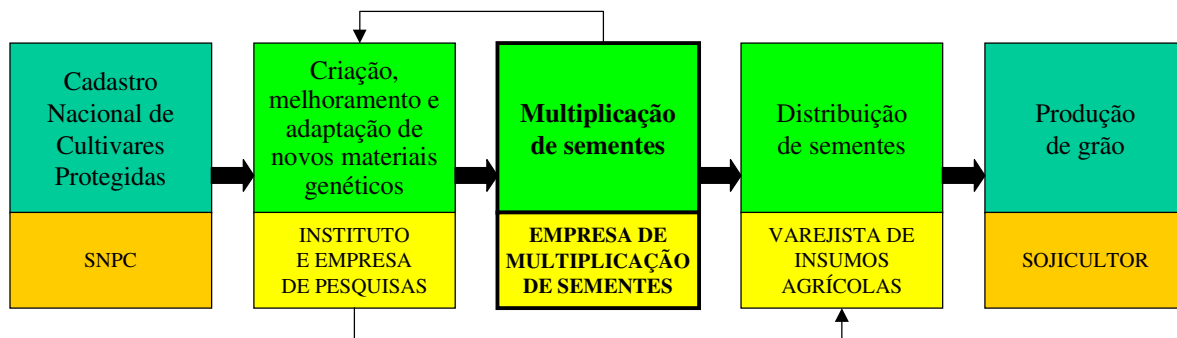 Cadastro
Nacional de
Cultivares
Protegidas
SNPC
Criação,
melhoramento e
adaptação de
novos materiais
genéticos
INSTITUTO
E EMPRESA
DE PESQUISAS
Multiplicação
de sementes
EMPRESA DE
MULTIPLICAÇÃO
DE SEMENTES
Distribuição
de sementes
VAREJISTA DE
INSUMOS
AGRÍCOLAS
Produção
de grão
SOJICULTOR